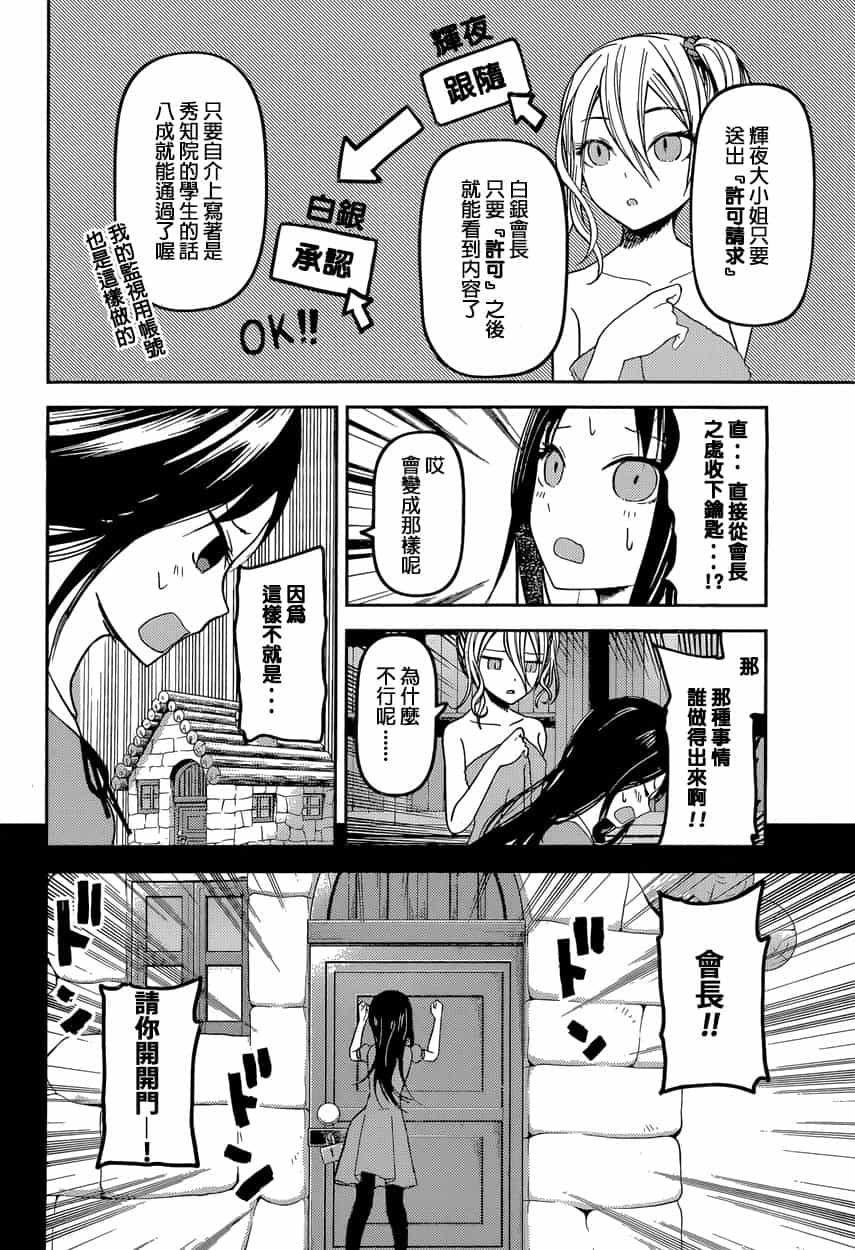 輝夜大小姐只要
送出『許可請求』
白銀會長
只要『許可』之後
就能看到內容了
輝夜
跟隨
白銀
承認
OK!!
只要自介上寫著是
秀知院的學生的話
八成就能通過了喔
我的監視用帳號
也是這樣做的
直...直接從會長
之處收下鑰匙...!?
哎
會變成那樣呢
那
那種事情
誰做得出來啊!!
為什麼
不行呢……
因為
這樣不就是...
會長!!
ドン
ドン
ドン
請你開開門—!